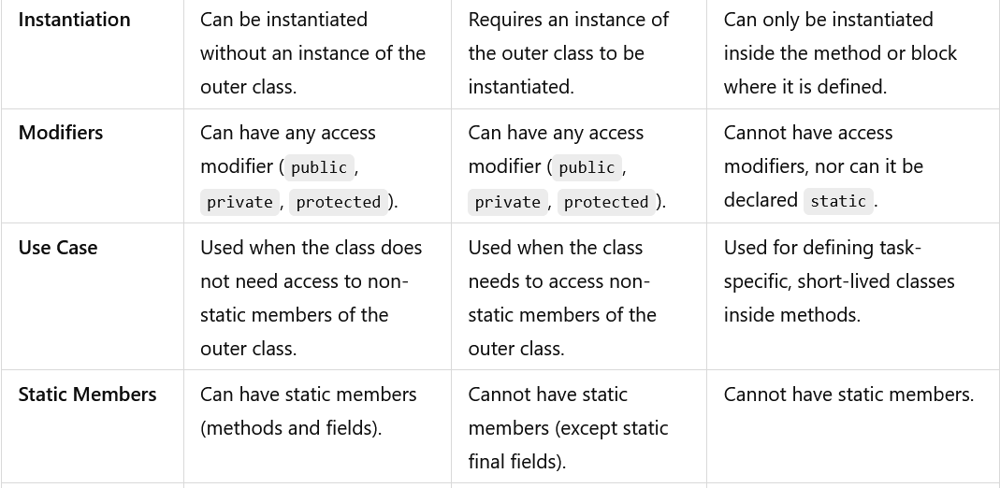 Instantiation
Can be instantiated
without an instance of the
outer class.
Requires an instance of
the outer class to be
instantiated.
Can only be instantiated
inside the method or block
where it is defined.
Modifiers
Can have any access
modifier ( public ,
private , protected ).
Can have any access
modifier ( public ,
private , protected ).
Cannot have access
modifiers, nor can it be
declared static .
Use Case
Used when the class does
not need access to non-
static members of the
outer class.
Used when the class
needs to access non-
static members of the
outer class.
Used for defining task-
specific, short-lived classes
inside methods.
Static Members
Can have static members
(methods and fields).
Cannot have static
members (except static
final fields).
Cannot have static members.